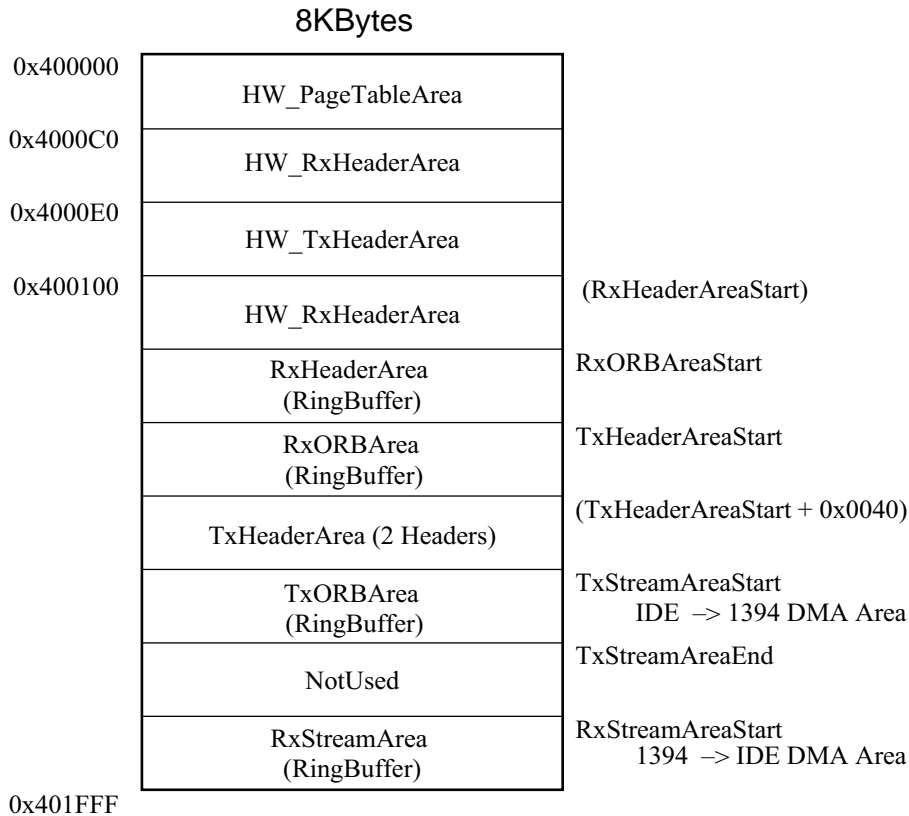 8KBytes
0x400000
HW_PageTableArea
0x4000C0
HW_RxHeaderArea
0x4000E0
HW_TxHeaderArea
0x400100
(RxHeaderAreaStart)
HW_RxHeaderArea
RxORBAreaStart
RxHeaderArea
(RingBuffer)
TxHeaderAreaStart
RxORBArea
(RingBuffer)
(TxHeaderAreaStart + 0x0040)
TxHeaderArea (2 Headers)
TxStreamAreaStart
IDE –> 1394 DMA Area
TxORBArea
(RingBuffer)
TxStreamAreaEnd
NotUsed
RxStreamAreaStart
1394 –> IDE DMA Area
RxStreamArea
(RingBuffer)
0x401FFF